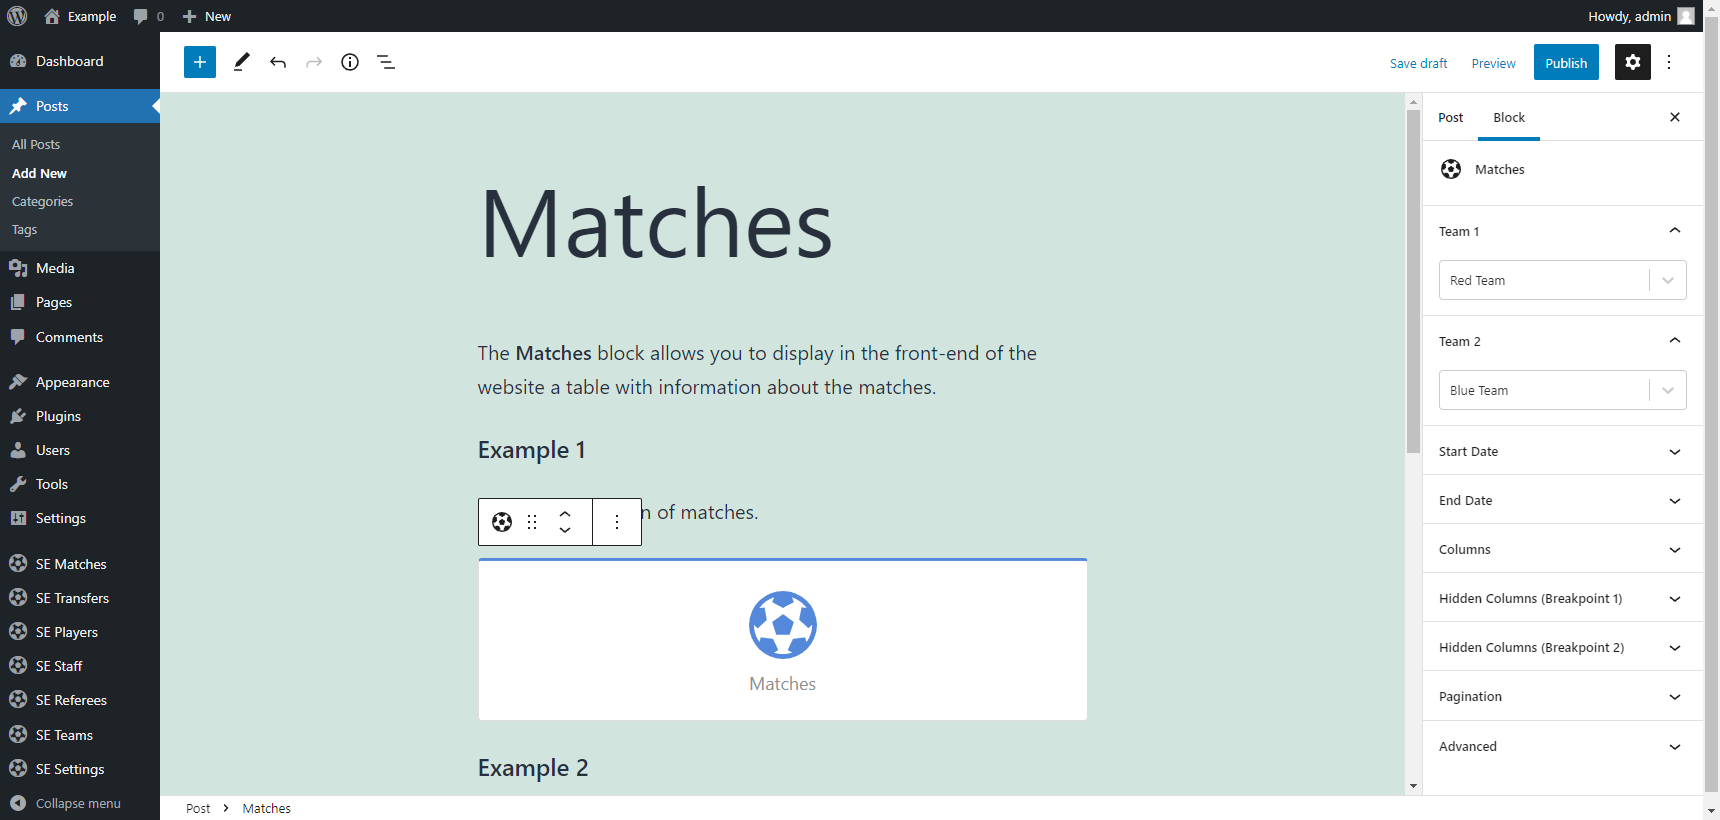 Example
0
New
Howdy, admin
Dashboard
Posts
All Posts
Add New
Categories
Tags
Media
Pages
Comments
Appearance
Plugins
Users
Tools
Settings
SE Matches
SE Transfers
SE Players
SE Staff
SE Referees
SE Teams
SE Settings
Collapse menu
Save draft
Preview
Publish
Matches
The Matches block allows you to display in the front-end of the
website a table with information about the matches.
Example 1
n of matches.
Matches
Example 2
Post
Matches
Post
Block
Matches
Team 1
Red Team
Team 2
Blue Team
Start Date
End Date
Columns
Hidden Columns (Breakpoint 1)
Hidden Columns (Breakpoint 2)
Pagination
Advanced